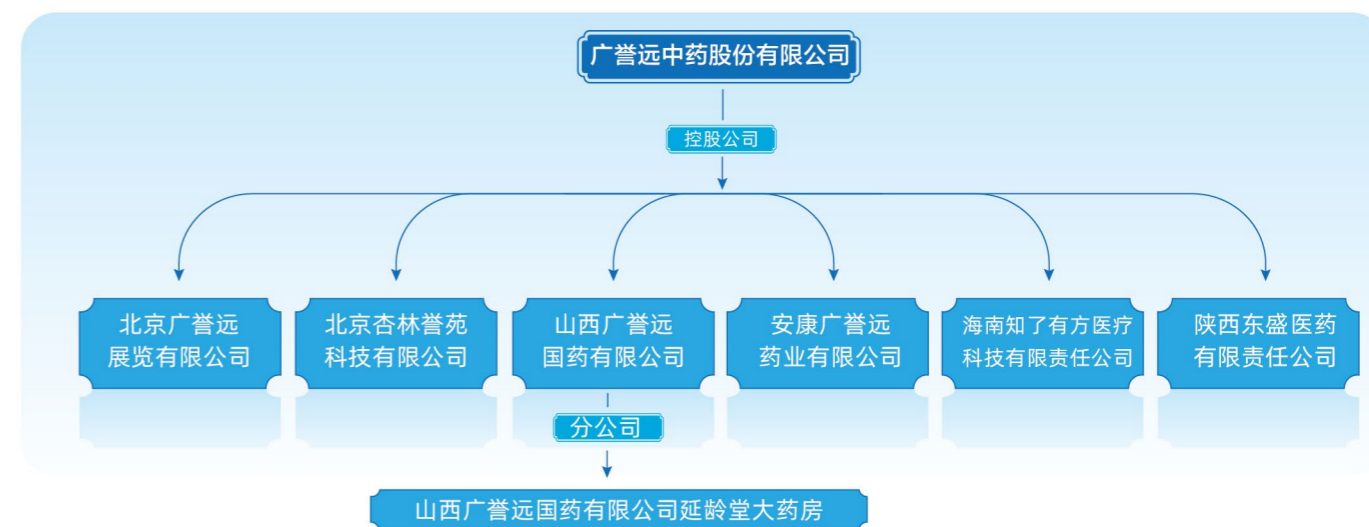 广誉远中药股份有限公司
控股公司
北京广誉远
展览有限公司
北京杏林誉苑
科技有限公司
山西广誉远
国药有限公司
安康广誉远
药业有限公司
海南知了有方医疗
科技有限责任公司
陕西东盛医药
有限责任公司
分公司
山西广誉远国药有限公司延龄堂大药房